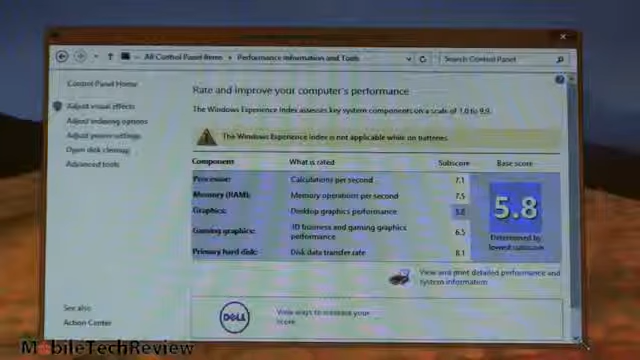 All Control Panel Items ▸ Performance Information and Tools
Search Control Panel
Control Panel Home
Adjust visual effects
Adjust indexing options
Adjust power settings
Open disk cleanup
Advanced tools
See also
Action Center
Rate and improve your computer's performance
The Windows Experience Index assesses key system components on a scale of 1.0 to 9.9.
The Windows Experience Index is not applicable while on batteries.
Component What is rated Subscore Base score
Processor: Calculations per second 7.1
Memory (RAM): Memory operations per second 7.5
Graphics: Desktop graphics performance 5.8
Gaming graphics: 3D business and gaming graphics
performance 6.5
Primary hard disk: Disk data transfer rate 8.1
5.8
Determined by
lowest subscore
View and print detailed performance and
system information
DELL
View ways to increase your
score
MobileTechReview